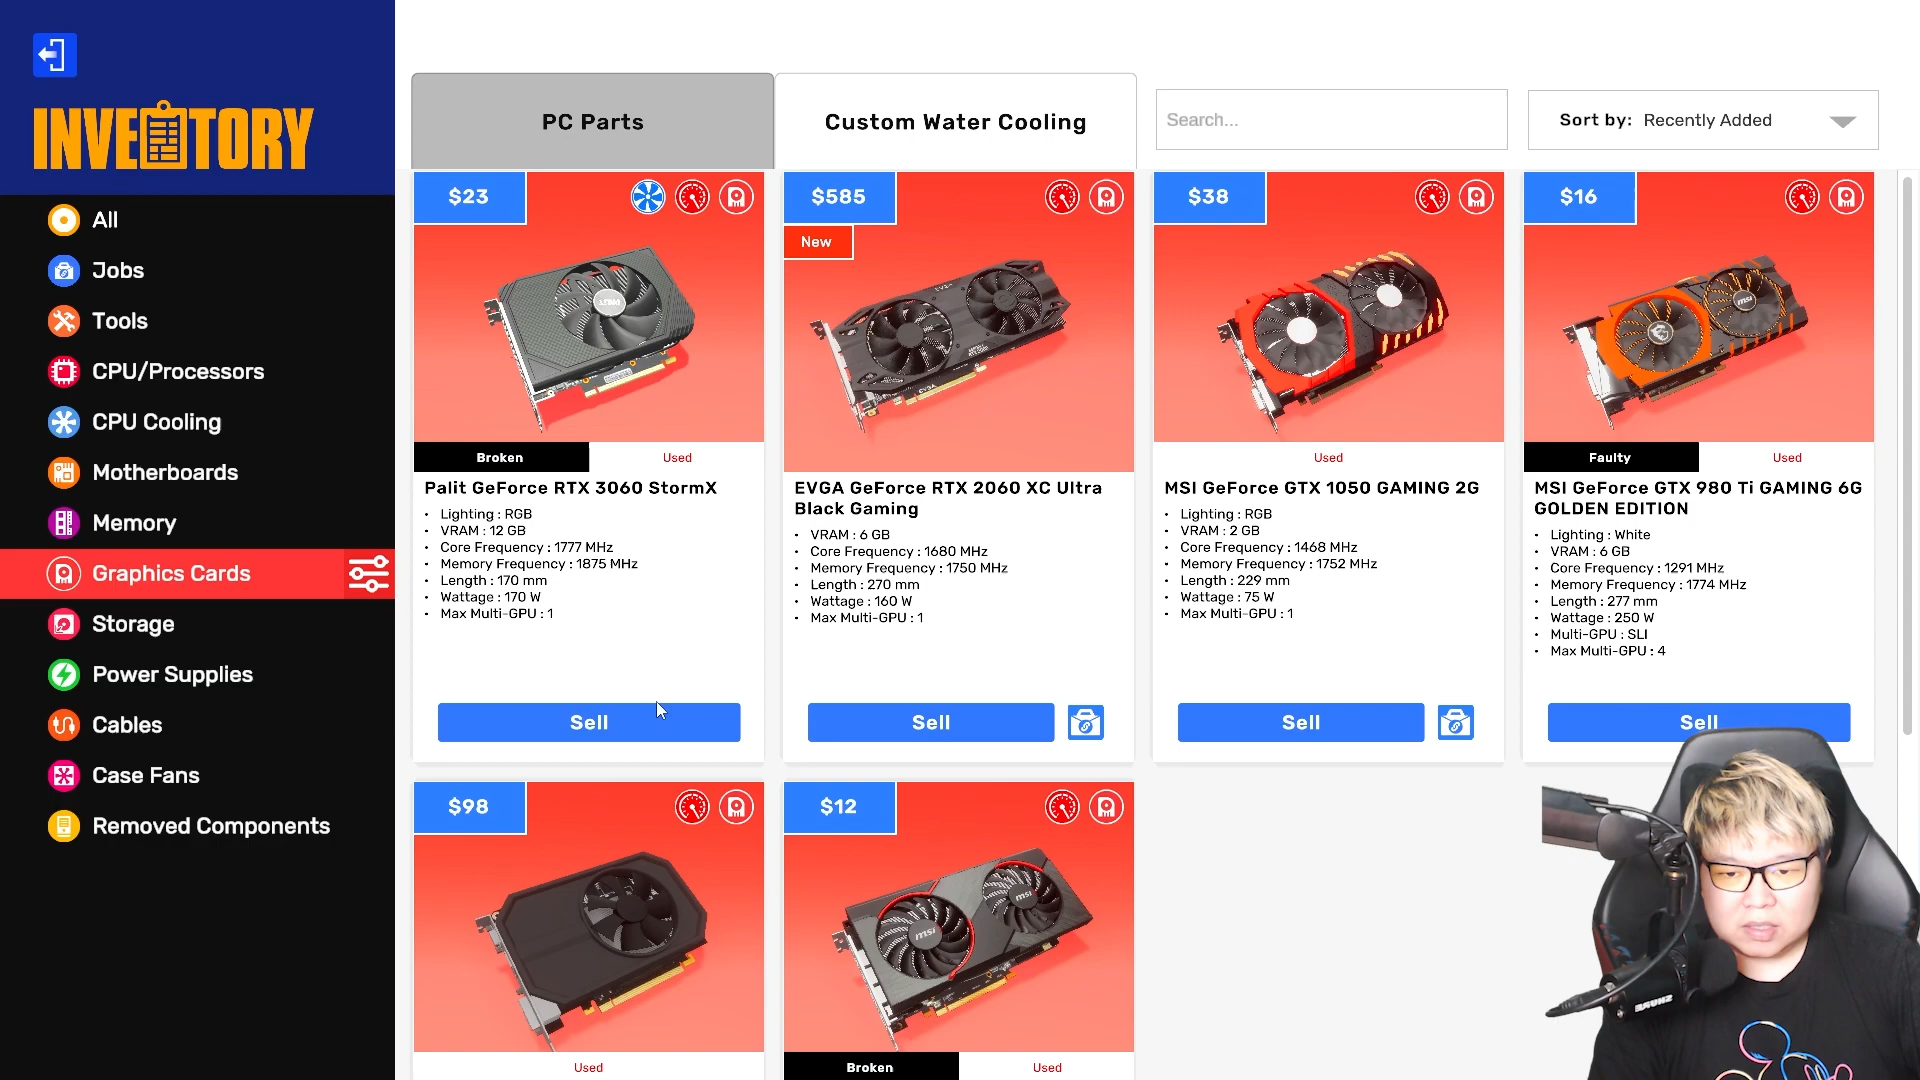 INVENTORY
All
Jobs
Tools
CPU/Processors
CPU Cooling
Motherboards
Memory
Graphics Cards
Storage
Power Supplies
Cables
Case Fans
Removed Components
PC Parts
Custom Water Cooling
Search...
Sort by: Recently Added
$23
PALIT
Broken
Used
Palit GeForce RTX 3060 StormX
• Lighting : RGB
• VRAM : 12 GB
• Core Frequency : 1777 MHz
• Memory Frequency : 1875 MHz
• Length : 170 mm
• Wattage : 170 W
• Max Multi-GPU : 1
Sell
$585
New
EVGA
EVGA GeForce RTX 2060 XC Ultra
Black Gaming
• VRAM : 6 GB
• Core Frequency : 1680 MHz
• Memory Frequency : 1750 MHz
• Length : 270 mm
• Wattage : 160 W
• Max Multi-GPU : 1
Sell
$38
Used
MSI GeForce GTX 1050 GAMING 2G
• Lighting : RGB
• VRAM : 2 GB
• Core Frequency : 1468 MHz
• Memory Frequency : 1752 MHz
• Length : 229 mm
• Wattage : 75 W
• Max Multi-GPU : 1
Sell
$16
msi
Faulty
Used
MSI GeForce GTX 980 Ti GAMING 6G
GOLDEN EDITION
• Lighting : White
• VRAM : 6 GB
• Core Frequency : 1291 MHz
• Memory Frequency : 1774 MHz
• Length : 277 mm
• Wattage : 250 W
• Multi-GPU : SLI
• Max Multi-GPU : 4
Sell
$98
Used
$12
msi
msi
Broken
Used
SHURE